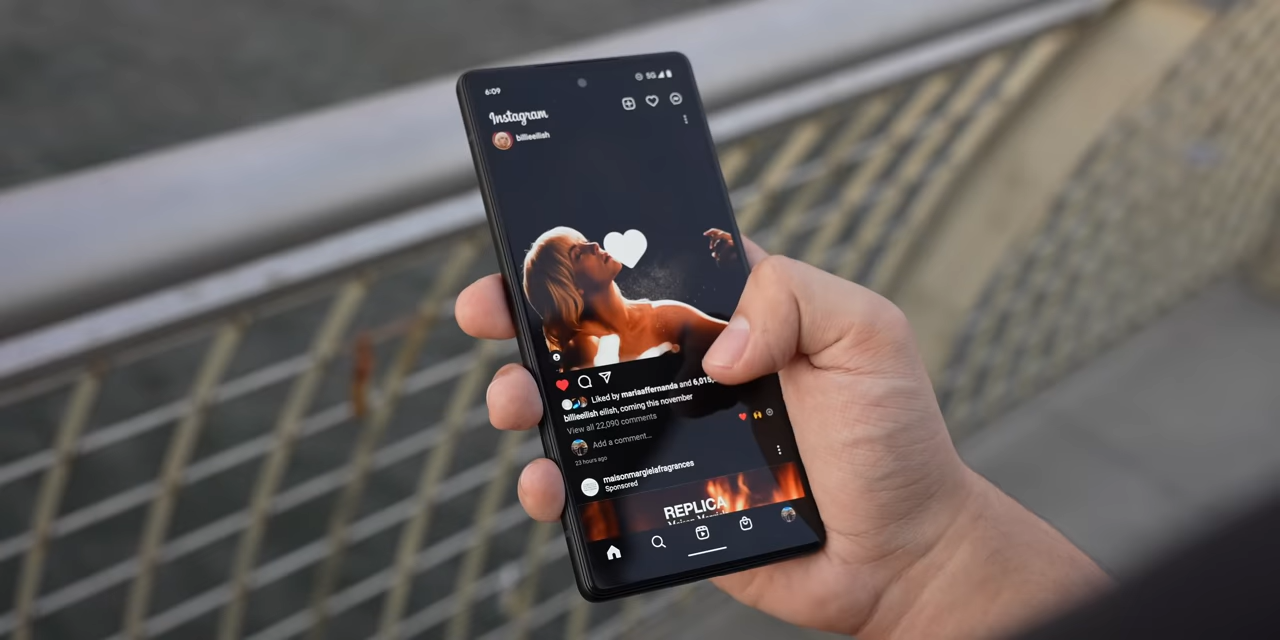 6:09
5G
Instagram
billieeilish
Liked by mariaaffernanda and 6,015,
billieeilish eilish, coming this november
View all 22,090 comments
Add a comment...
23 hours ago
maisonmargielafragrances
Sponsored
REPLICA